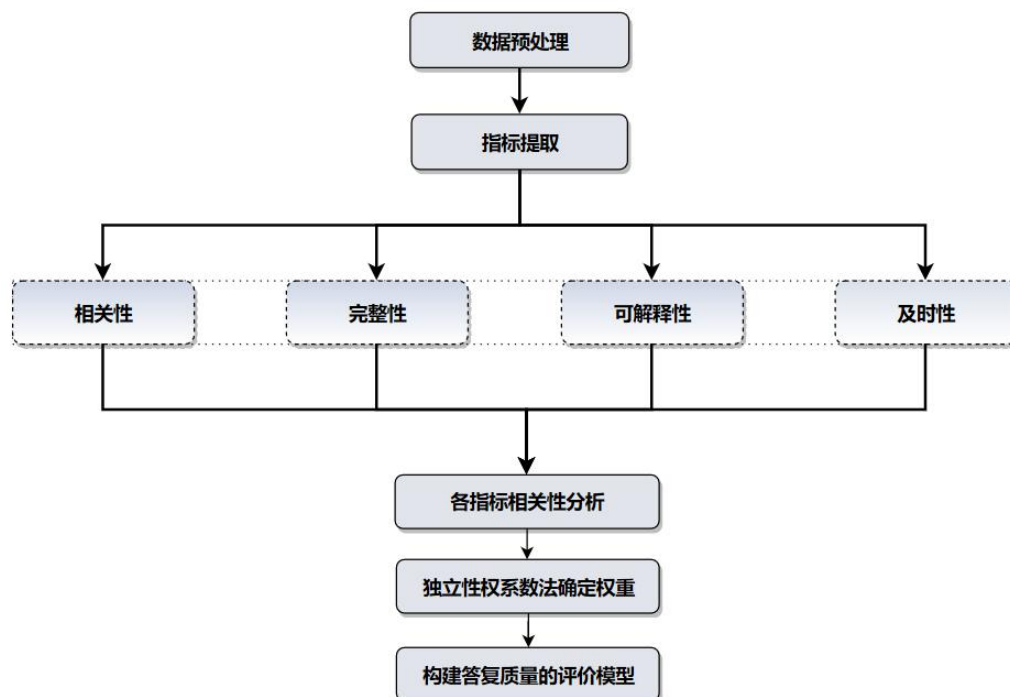 数据预处理
指标提取
相关性
完整性
可解释性
及时性
各指标相关性分析
独立性权系数法确定权重
构建答复质量的评价模型